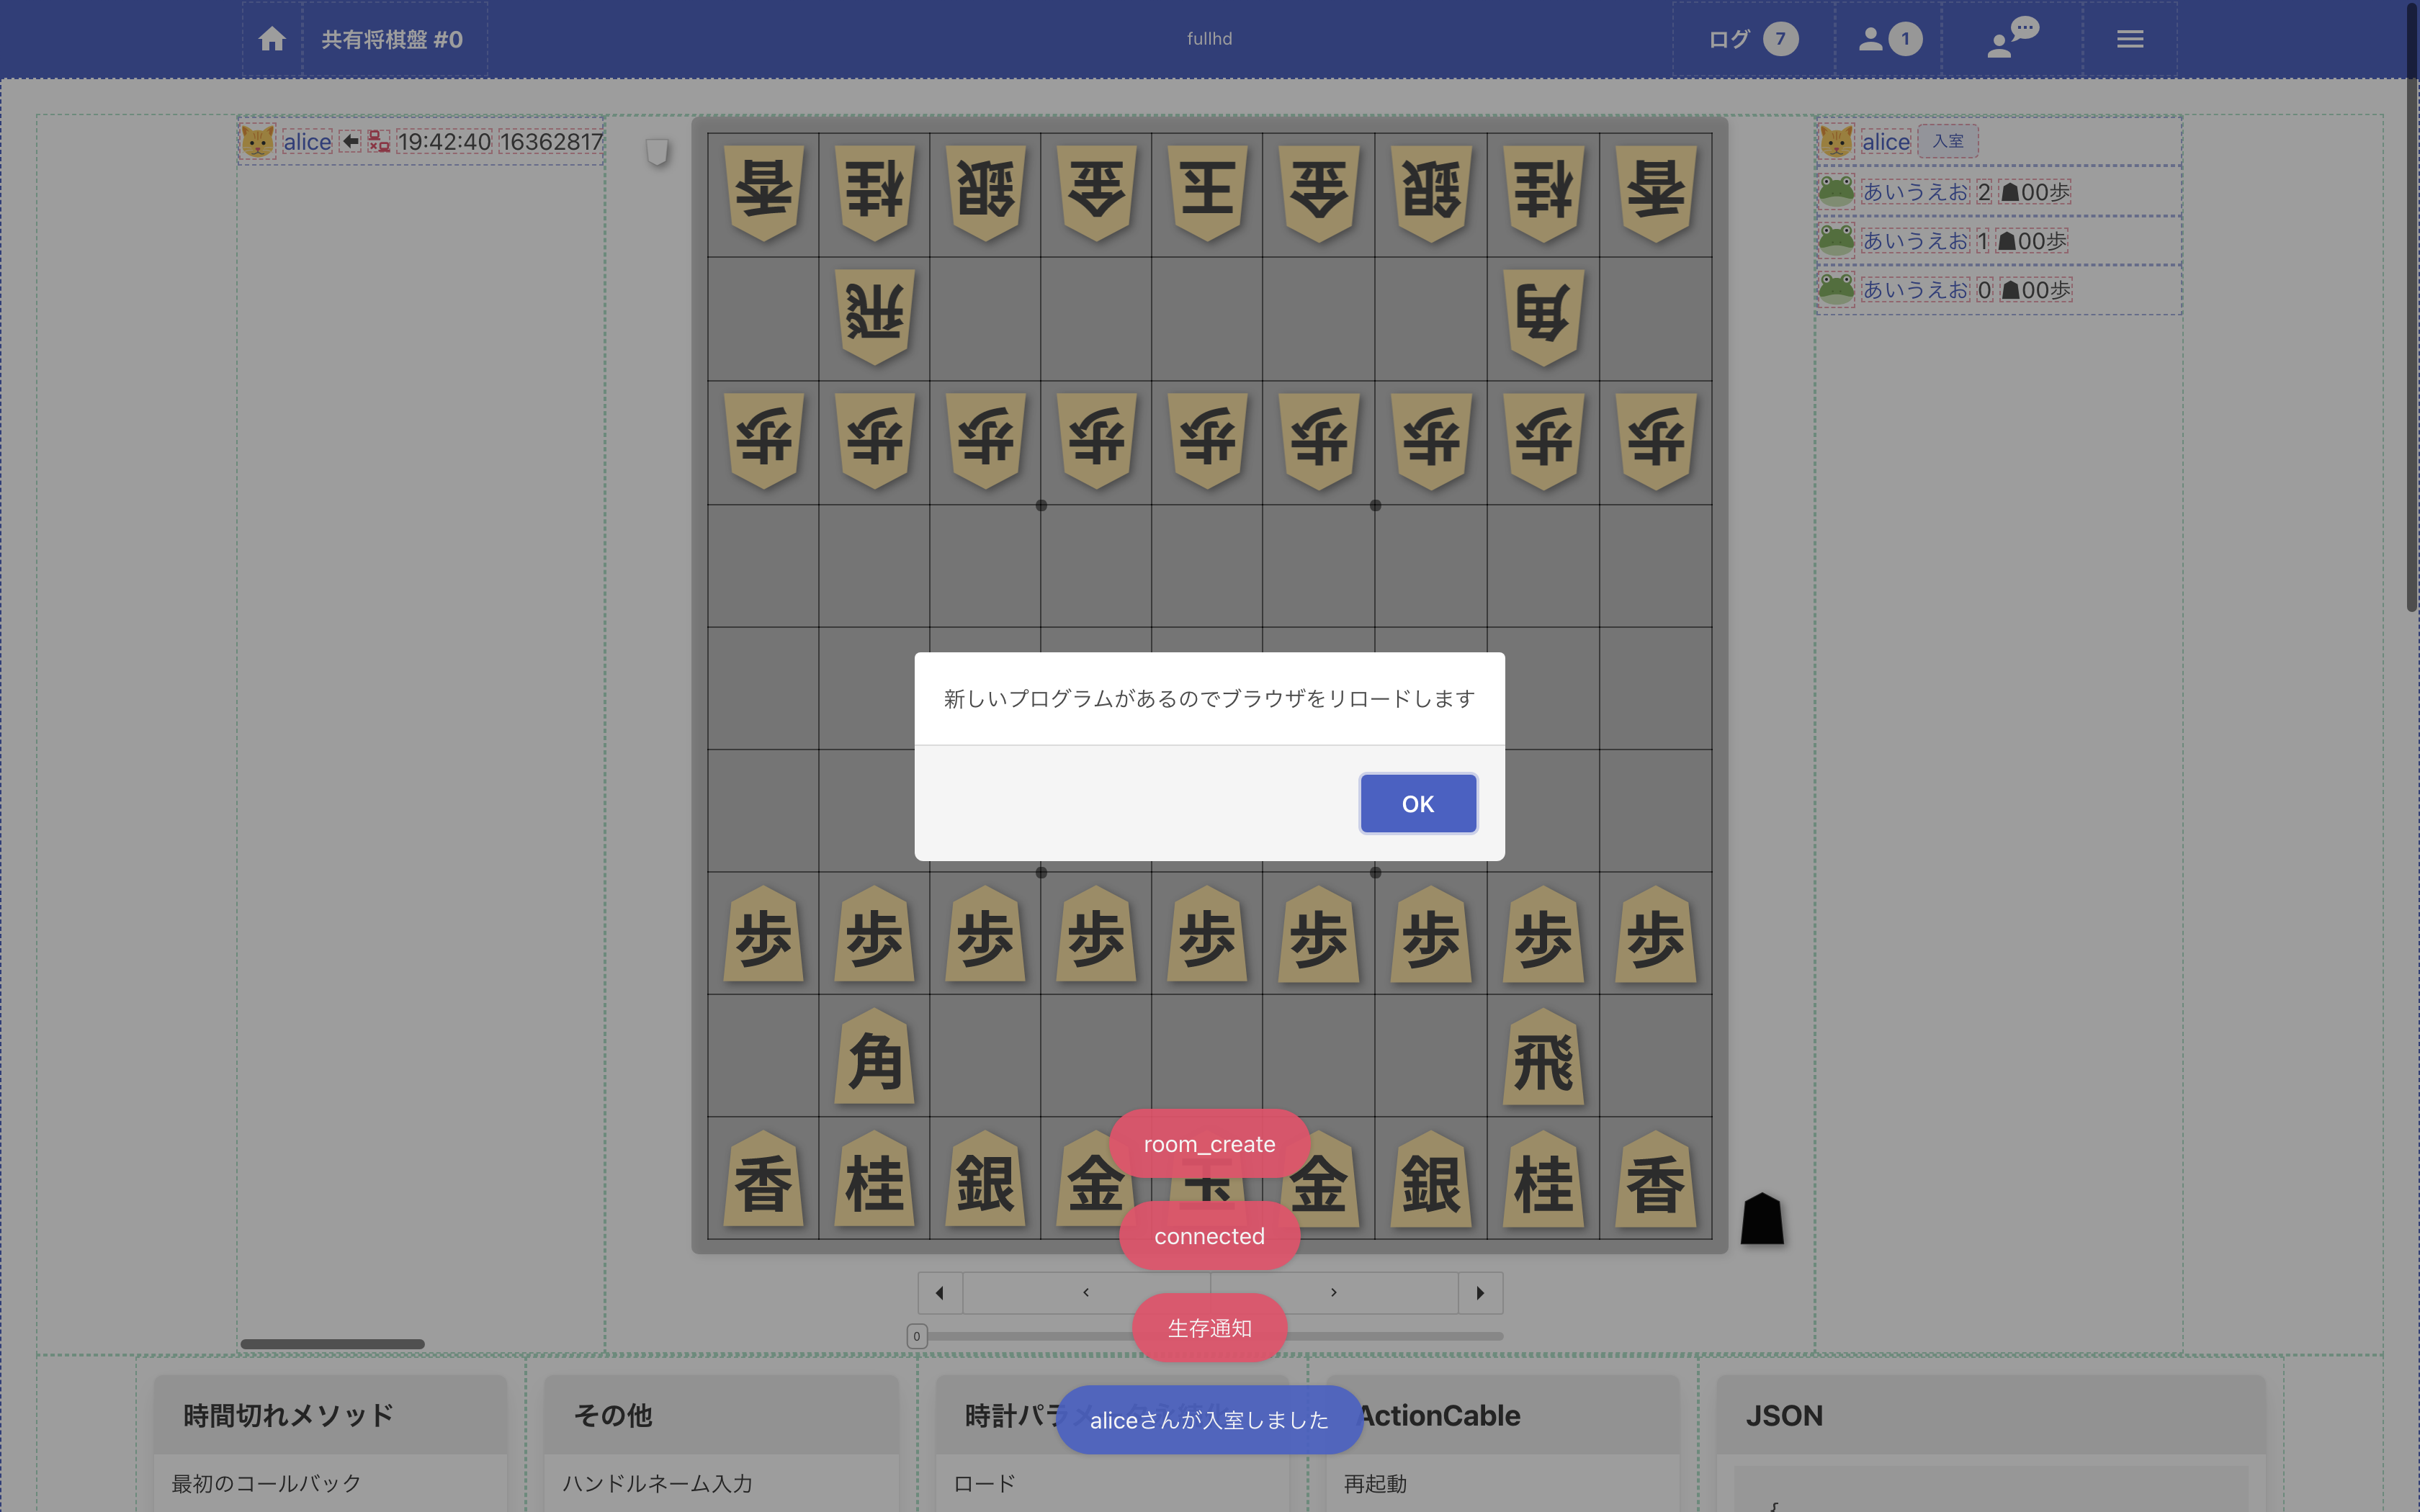 共有将棋盤 #0
fullhd
ログ 7
1
alice 19:42:40 16362817
alice 入室
あいうえお 2 ☗00歩
あいうえお 1 ☗00歩
あいうえお 0 ☗00歩
香 桂 銀 金 玉 金 銀 桂 香
飛 角
歩 歩 歩 歩 歩 歩 歩 歩 歩
新しいプログラムがあるのでブラウザをリロードします
OK
歩 歩 歩 歩 歩 歩 歩 歩 歩
角 飛
香 桂 銀 金 玉 金 銀 桂 香
room_create
connected
生存通知
0
aliceさんが入室しました
時間切れメソッド
最初のコールバック
その他
ハンドルネーム入力
時計パラメ
ロード
ActionCable
再起動
JSON
{